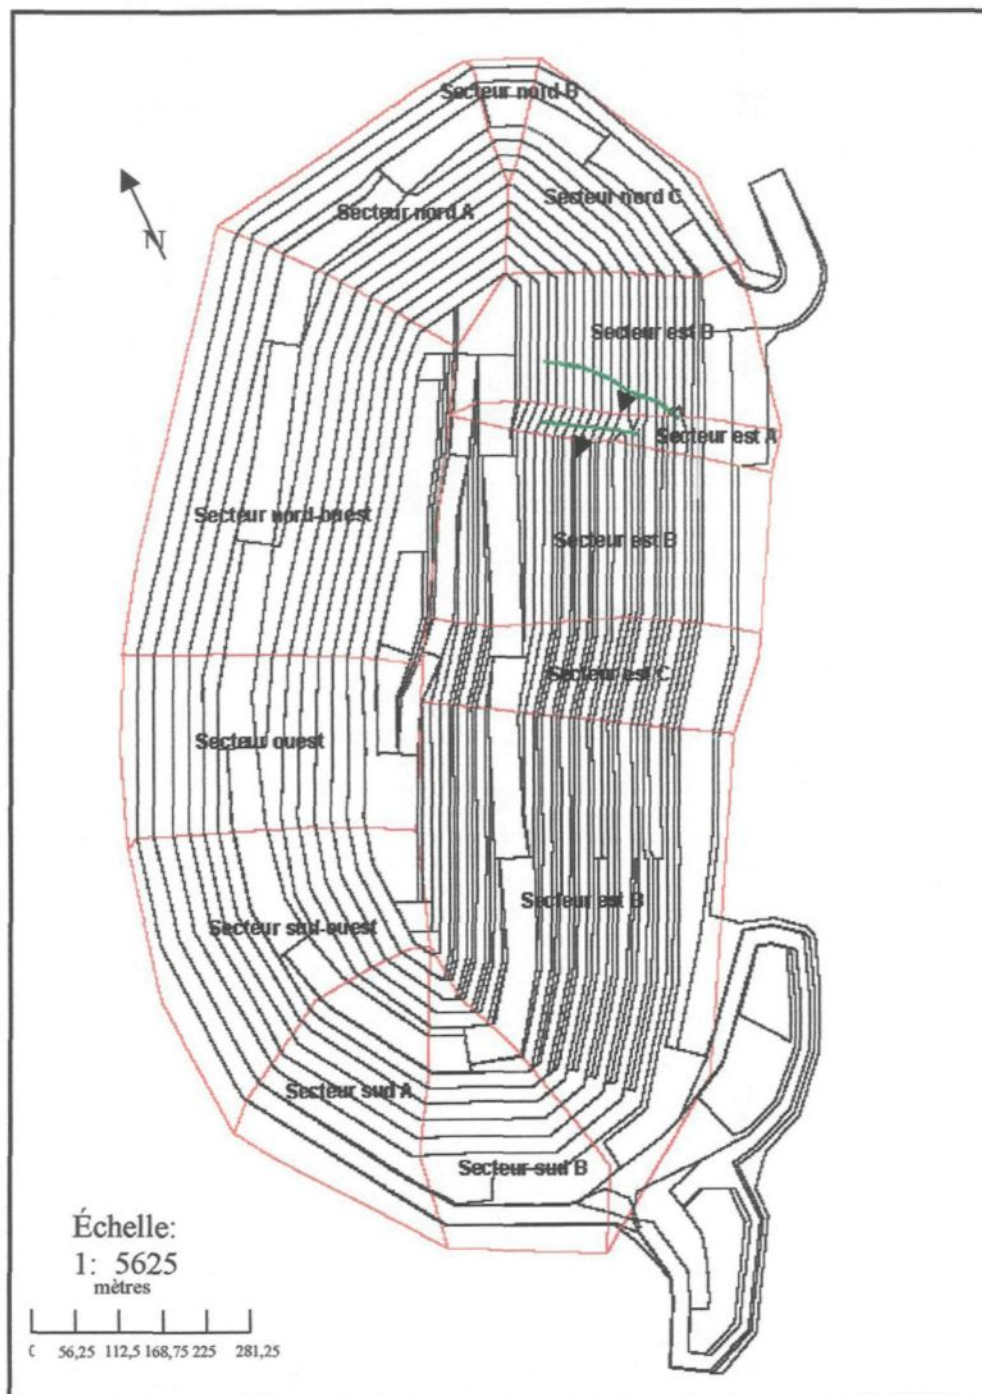 Secteur nord B
Secteur nord C
Secteur nord A
N
Secteur est B
Secteur est A
Secteur nord-ouest
Secteur est B
Secteur est C
Secteur ouest
Secteur est B
Secteur sud-ouest
Secteur sud A
Secteur sud B
Échelle:
1: 5625
mètres
0 56,25 112,5 168,75 225 281,25